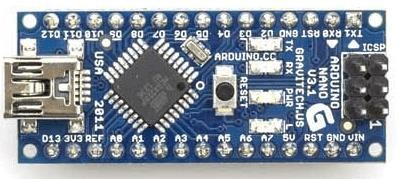 D12 D11 D10 D9 D8 D7 D6 D5 D4 D3 D2 GND RST RX0 TX1
USA
2011
ARDUINO.CC
RESET
TX
RX
PWR
L
GRAVITECH.US
ARDUINO
NANO
V3.1
ICSP
1
G
D13 3V3 REF A0 A1 A2 A3 A4 A5 A6 A7 5V RST GND VIN